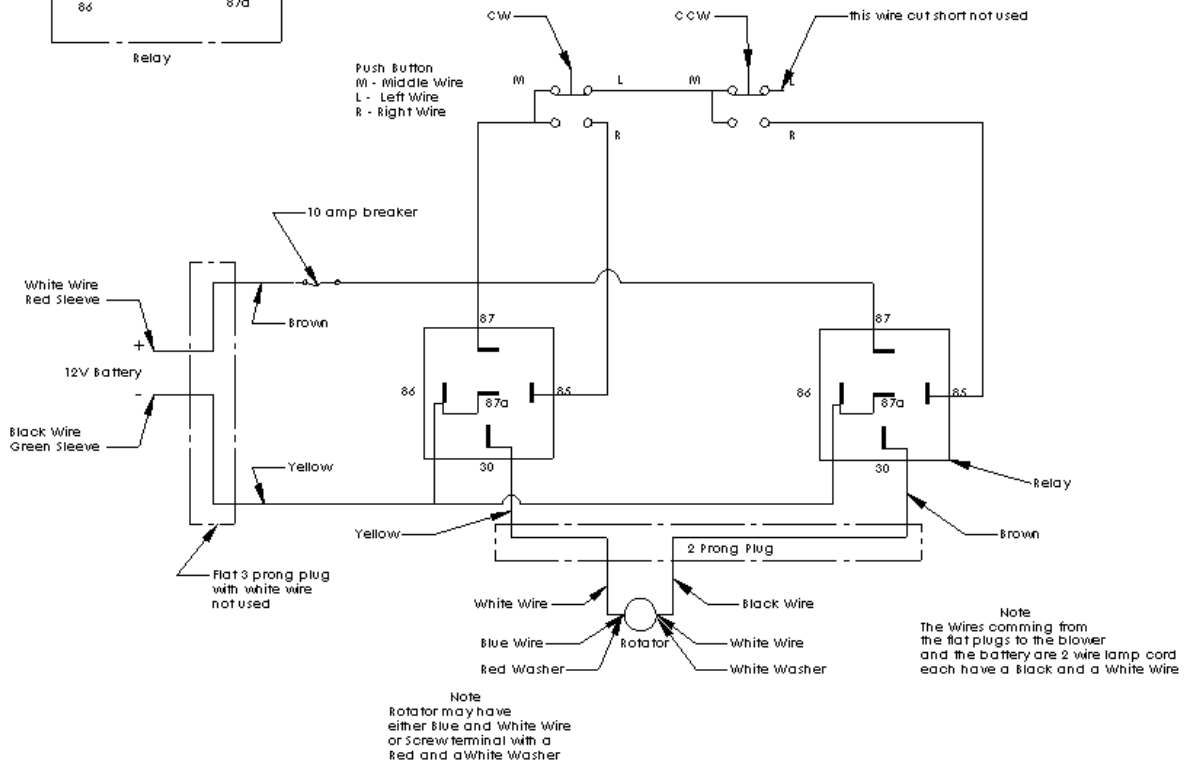 86
87a
Relay
CW
CCW
this wire cut short not used
Push Button
M - Middle Wire
L - Left Wire
R - Right Wire
M
L
M
L
R
R
10 amp breaker
White Wire
Red Sleeve
Brown
+
12V Battery
-
Black Wire
Green Sleeve
Yellow
87
86
87a
85
30
87
86
87a
85
30
Relay
Yellow
Brown
2 Prong Plug
Flat 3 prong plug
with white wire
not used
White Wire
Black Wire
Blue Wire
Rotator
White Wire
Red Washer
White Washer
Note
The Wires comming from
the flat plugs to the blower
and the battery are 2 wire lamp cord
each have a Black and a White Wire
Note
Rotator may have
either Blue and White Wire
or Screw terminal with a
Red and a White Washer